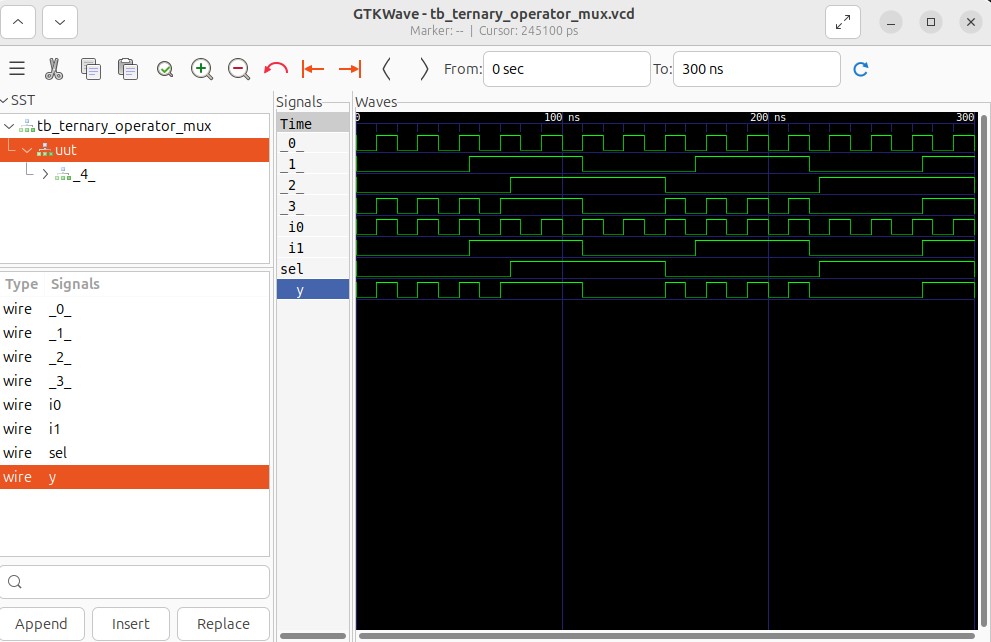 GTKWave - tb_ternary_operator_mux.vcd
Marker: -- | Cursor: 245100 ps
From: 0 sec To: 300 ns
SST
tb_ternary_operator_mux
uut
_4_
Type Signals
wire _0_
wire _1_
wire _2_
wire _3_
wire i0
wire i1
wire sel
wire y
Append Insert Replace
Signals
Time
_0_
_1_
_2_
_3_
i0
i1
sel
y
Waves
0 100 ns 200 ns 300